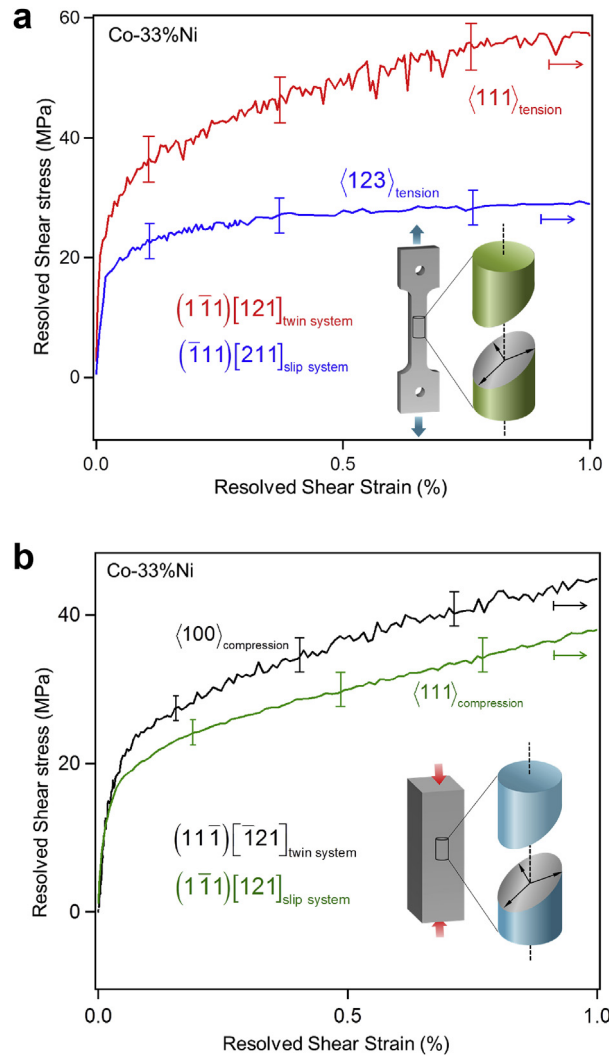 a
Co-33%Ni
60
40
20
0
Resolved Shear stress (MPa)
⟨111⟩tension
⟨123⟩tension
(11̄1)[121]twin system
(1̄11)[211]slip system
0.0 0.5 1.0
Resolved Shear Strain (%)
b
Co-33%Ni
40
20
0
Resolved Shear stress (MPa)
⟨100⟩compression
⟨111⟩compression
(111̄)[1̄21]twin system
(11̄1)[121]slip system
0.0 0.5 1.0
Resolved Shear Strain (%)